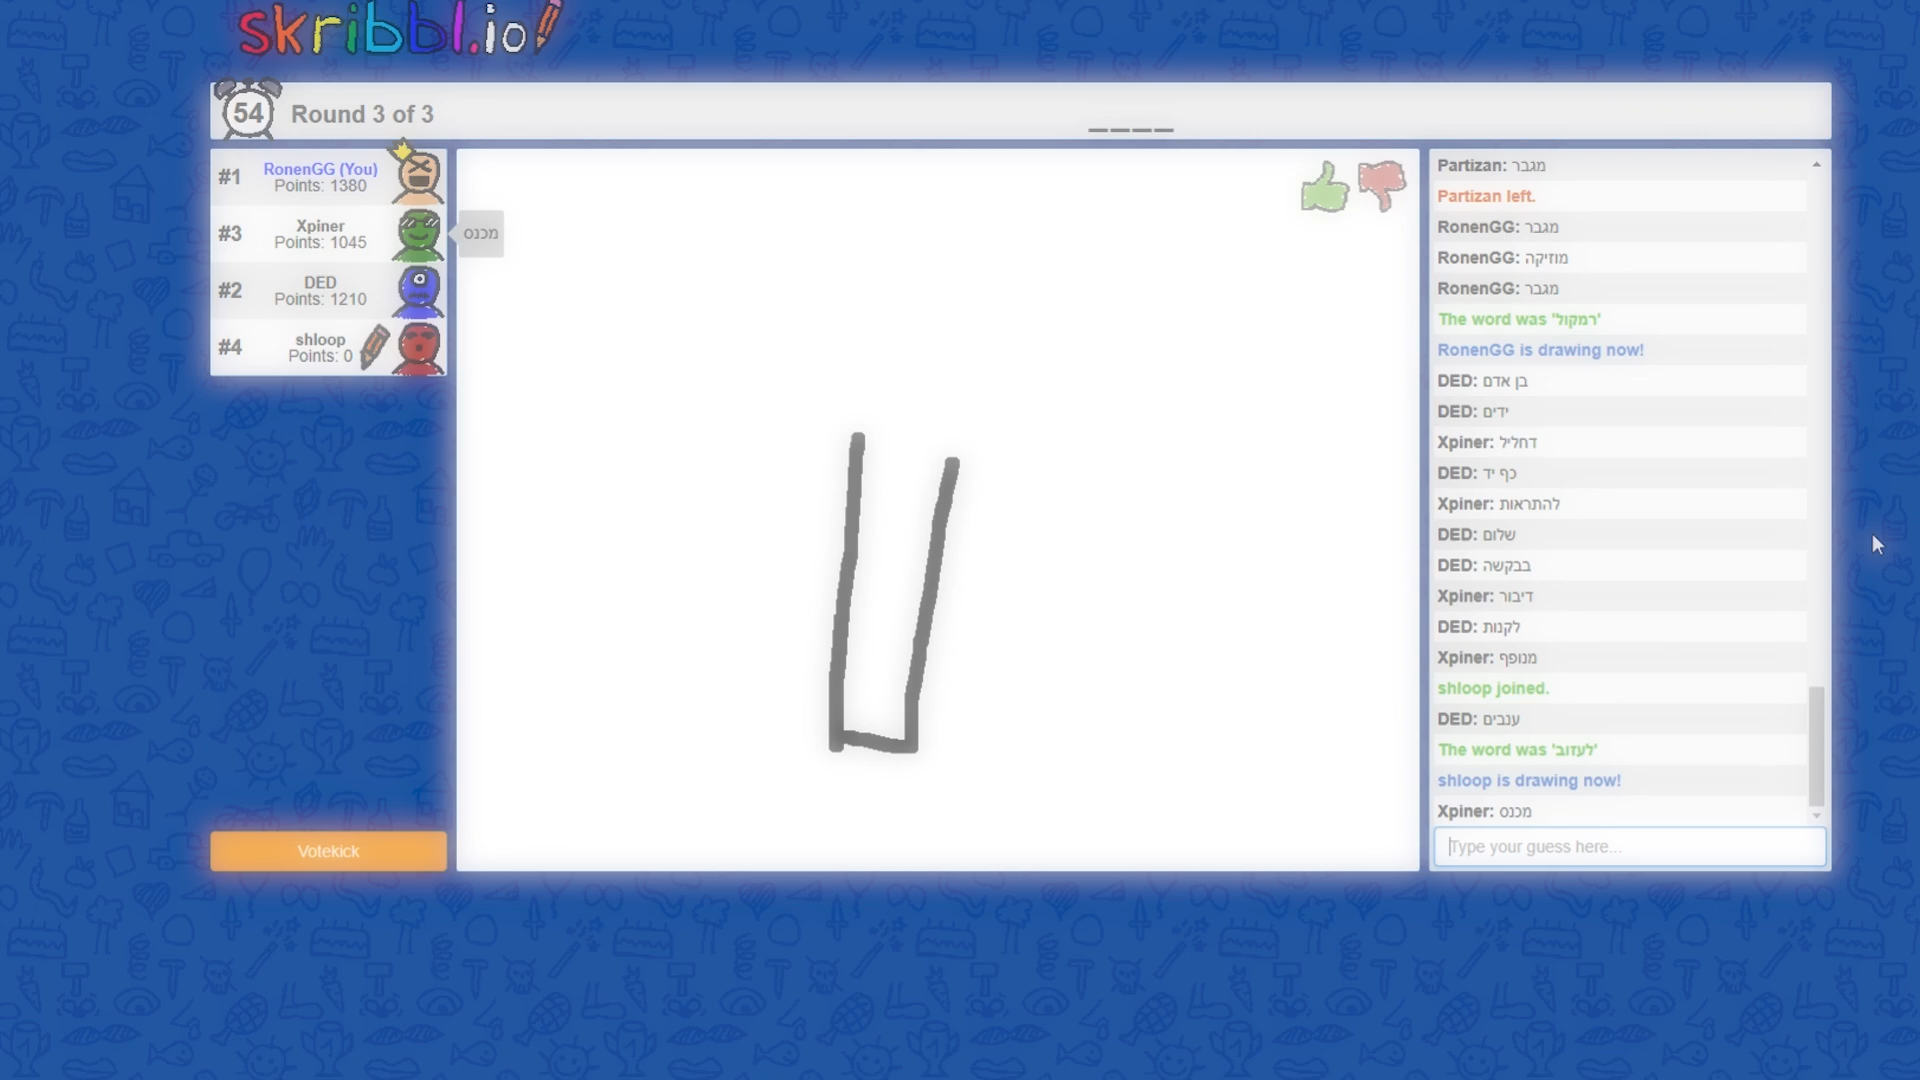 skribbl.io
54
Round 3 of 3
____
#1
RonenGG (You)
Points: 1380
#3
Xpiner
Points: 1045
מכנס
#2
DED
Points: 1210
#4
shloop
Points: 0
Votekick
Partizan: מגבר
Partizan left.
RonenGG: מגבר
RonenGG: מוזיקה
RonenGG: מגבר
The word was 'רמקול'
RonenGG is drawing now!
DED: בן אדם
DED: ידים
Xpiner: דחליל
DED: כף יד
Xpiner: להתראות
DED: שלום
DED: בבקשה
Xpiner: דיבור
DED: לקנות
Xpiner: מנופף
shloop joined.
DED: ענבים
The word was 'לעזוב'
shloop is drawing now!
Xpiner: מכנס
Type your guess here...